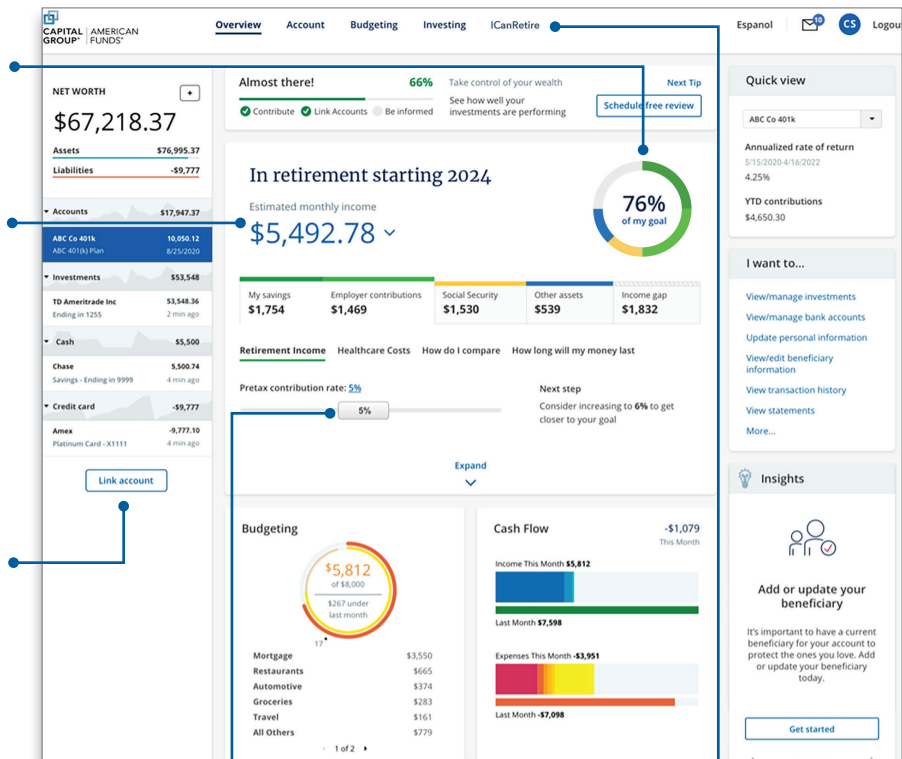 CAPITAL | AMERICAN
GROUP® | FUNDS®
Overview
Account
Budgeting
Investing
ICanRetire
Espanol
10
CS
Logou
NET WORTH
+
$67,218.37
Assets $76,995.37
Liabilities -$9,777
Accounts $17,947.37
ABC Co 401k 10,050.12
ABC 401(k) Plan 8/25/2020
Investments $53,548
TD Ameritrade Inc 53,548.36
Ending in 1255 2 min ago
Cash $5,500
Chase 5,500.74
Savings - Ending in 9999 4 min ago
Credit card -$9,777
Amex -9,777.10
Platinum Card - X1111 4 min ago
Link account
Almost there! 66%
Contribute Link Accounts Be informed
Take control of your wealth
See how well your
investments are performing
Next Tip
Schedule free review
In retirement starting 2024
Estimated monthly income
$5,492.78
76%
of my goal
My savings
$1,754
Employer contributions
$1,469
Social Security
$1,530
Other assets
$539
Income gap
$1,832
Retirement Income Healthcare Costs How do I compare How long will my money last
Pretax contribution rate: 5%
5%
Next step
Consider increasing to 6% to get
closer to your goal
Expand
Budgeting
$5,812
of $8,000
$267 under
last month
17
Mortgage $3,550
Restaurants $665
Automotive $374
Groceries $283
Travel $161
All Others $779
1 of 2
Cash Flow -$1,079
This Month
Income This Month $5,812
Last Month $7,598
Expenses This Month -$3,951
Last Month -$7,098
Quick view
ABC Co 401k
Annualized rate of return
5/15/2020-4/16/2022
4.25%
YTD contributions
$4,650.30
I want to...
View/manage investments
View/manage bank accounts
Update personal information
View/edit beneficiary
information
View transaction history
View statements
More...
Insights
Add or update your
beneficiary
It's important to have a current
beneficiary for your account to
protect the ones you love. Add
or update your beneficiary
today.
Get started